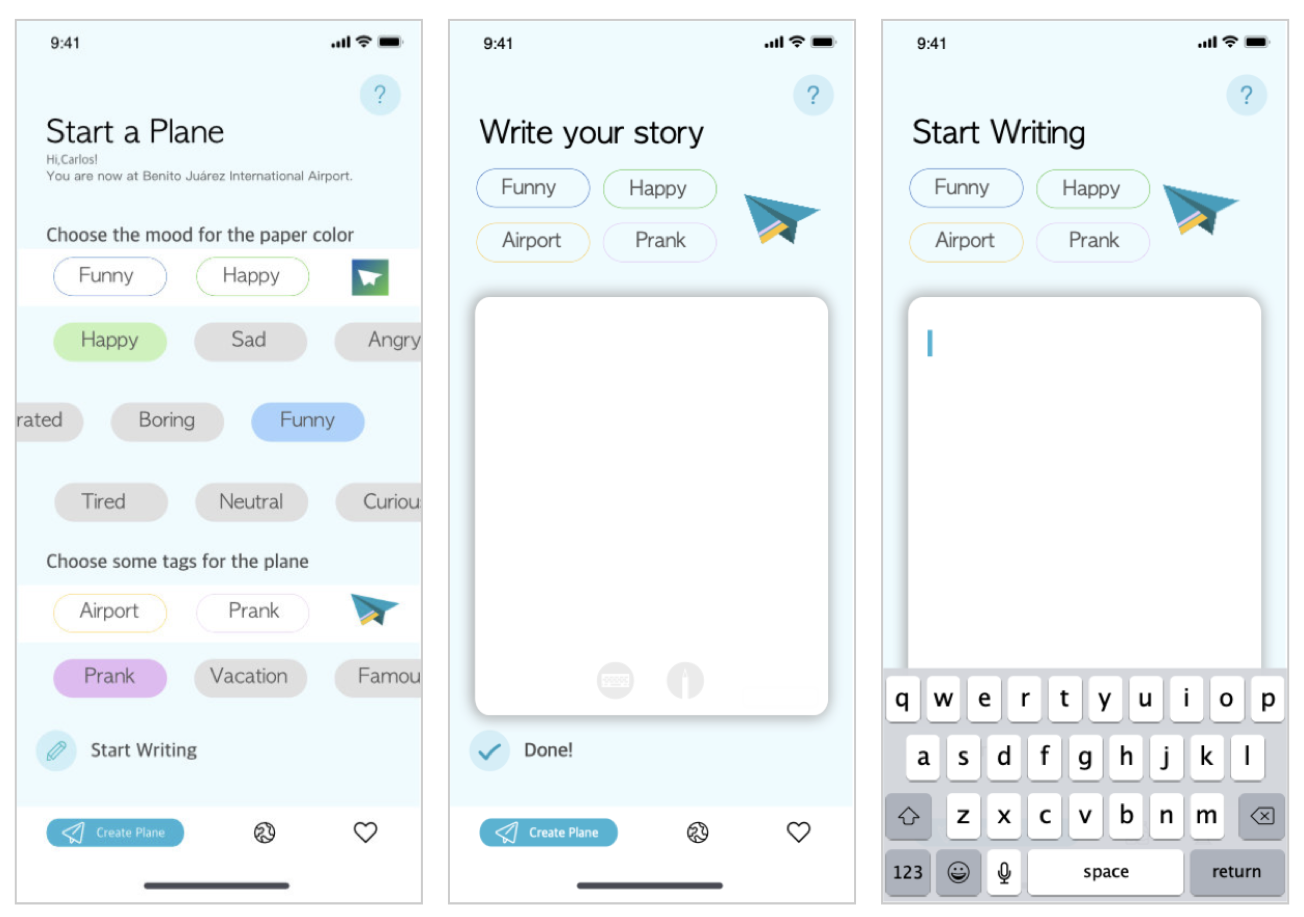 9:41
?
Start a Plane
Hi,Carlos!
You are now at Benito Juárez International Airport.
Choose the mood for the paper color
Funny Happy
Happy Sad Angry
rated Boring Funny
Tired Neutral Curiou
Choose some tags for the plane
Airport Prank
Prank Vacation Famou
Start Writing
Create Plane
9:41
?
Write your story
Funny Happy
Airport Prank
Done!
Create Plane
9:41
?
Start Writing
Funny Happy
Airport Prank
q w e r t y u i o p
a s d f g h j k l
z x c v b n m
123 space return